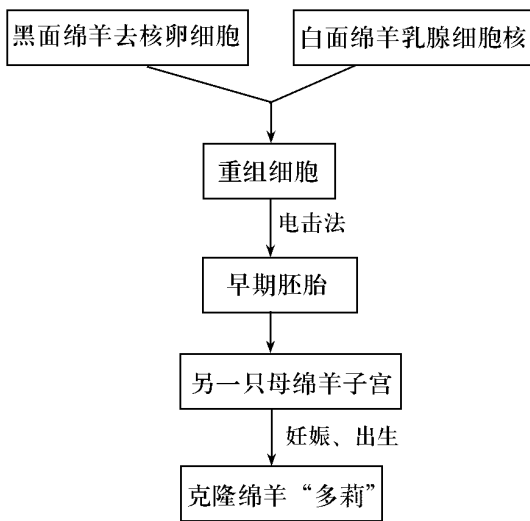 黑面绵羊去核卵细胞
白面绵羊乳腺细胞核
重组细胞
电击法
早期胚胎
另一只母绵羊子宫
妊娠、出生
克隆绵羊“多莉”